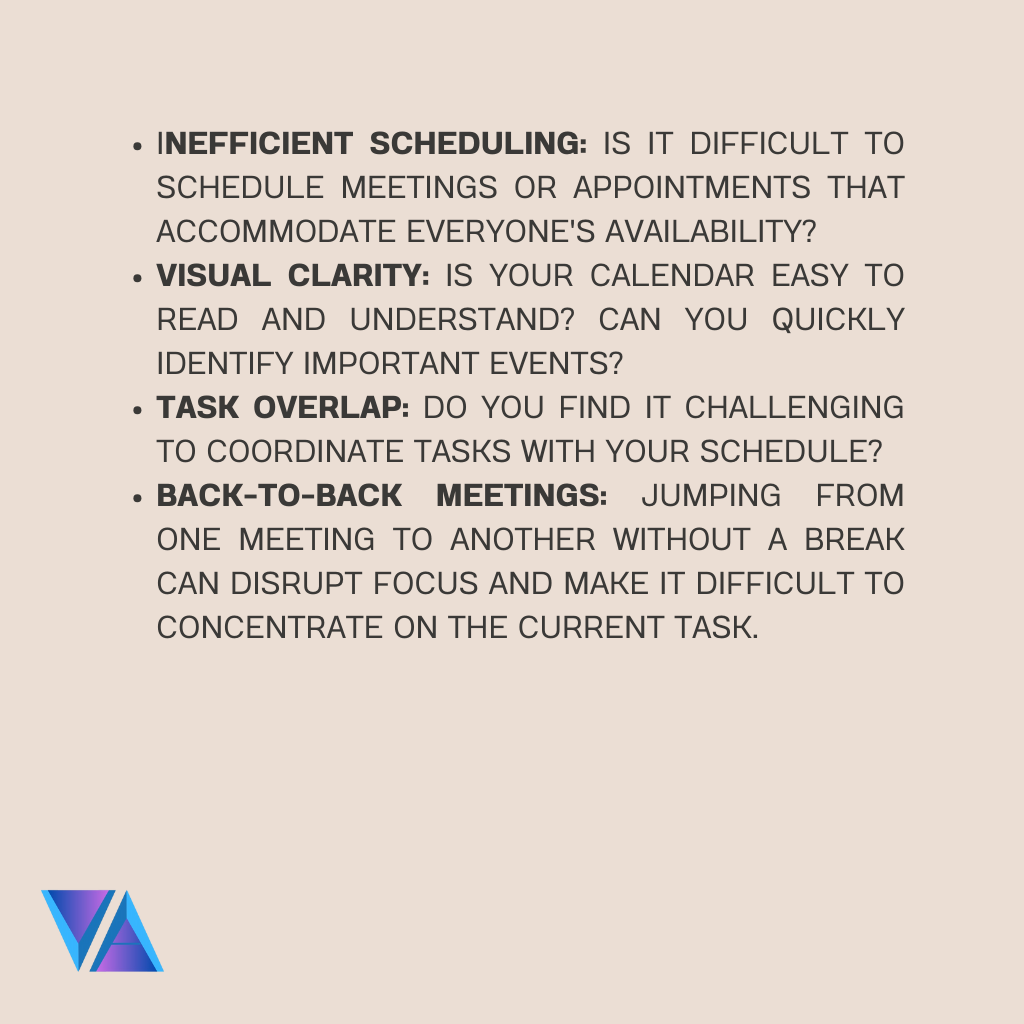 • INEFFICIENT SCHEDULING: IS IT DIFFICULT TO
SCHEDULE MEETINGS OR APPOINTMENTS THAT
ACCOMMODATE EVERYONE'S AVAILABILITY?
• VISUAL CLARITY: IS YOUR CALENDAR EASY TO
READ AND UNDERSTAND? CAN YOU QUICKLY
IDENTIFY IMPORTANT EVENTS?
• TASK OVERLAP: DO YOU FIND IT CHALLENGING
TO COORDINATE TASKS WITH YOUR SCHEDULE?
• BACK-TO-BACK MEETINGS: JUMPING FROM
ONE MEETING TO ANOTHER WITHOUT A BREAK
CAN DISRUPT FOCUS AND MAKE IT DIFFICULT TO
CONCENTRATE ON THE CURRENT TASK.
VA